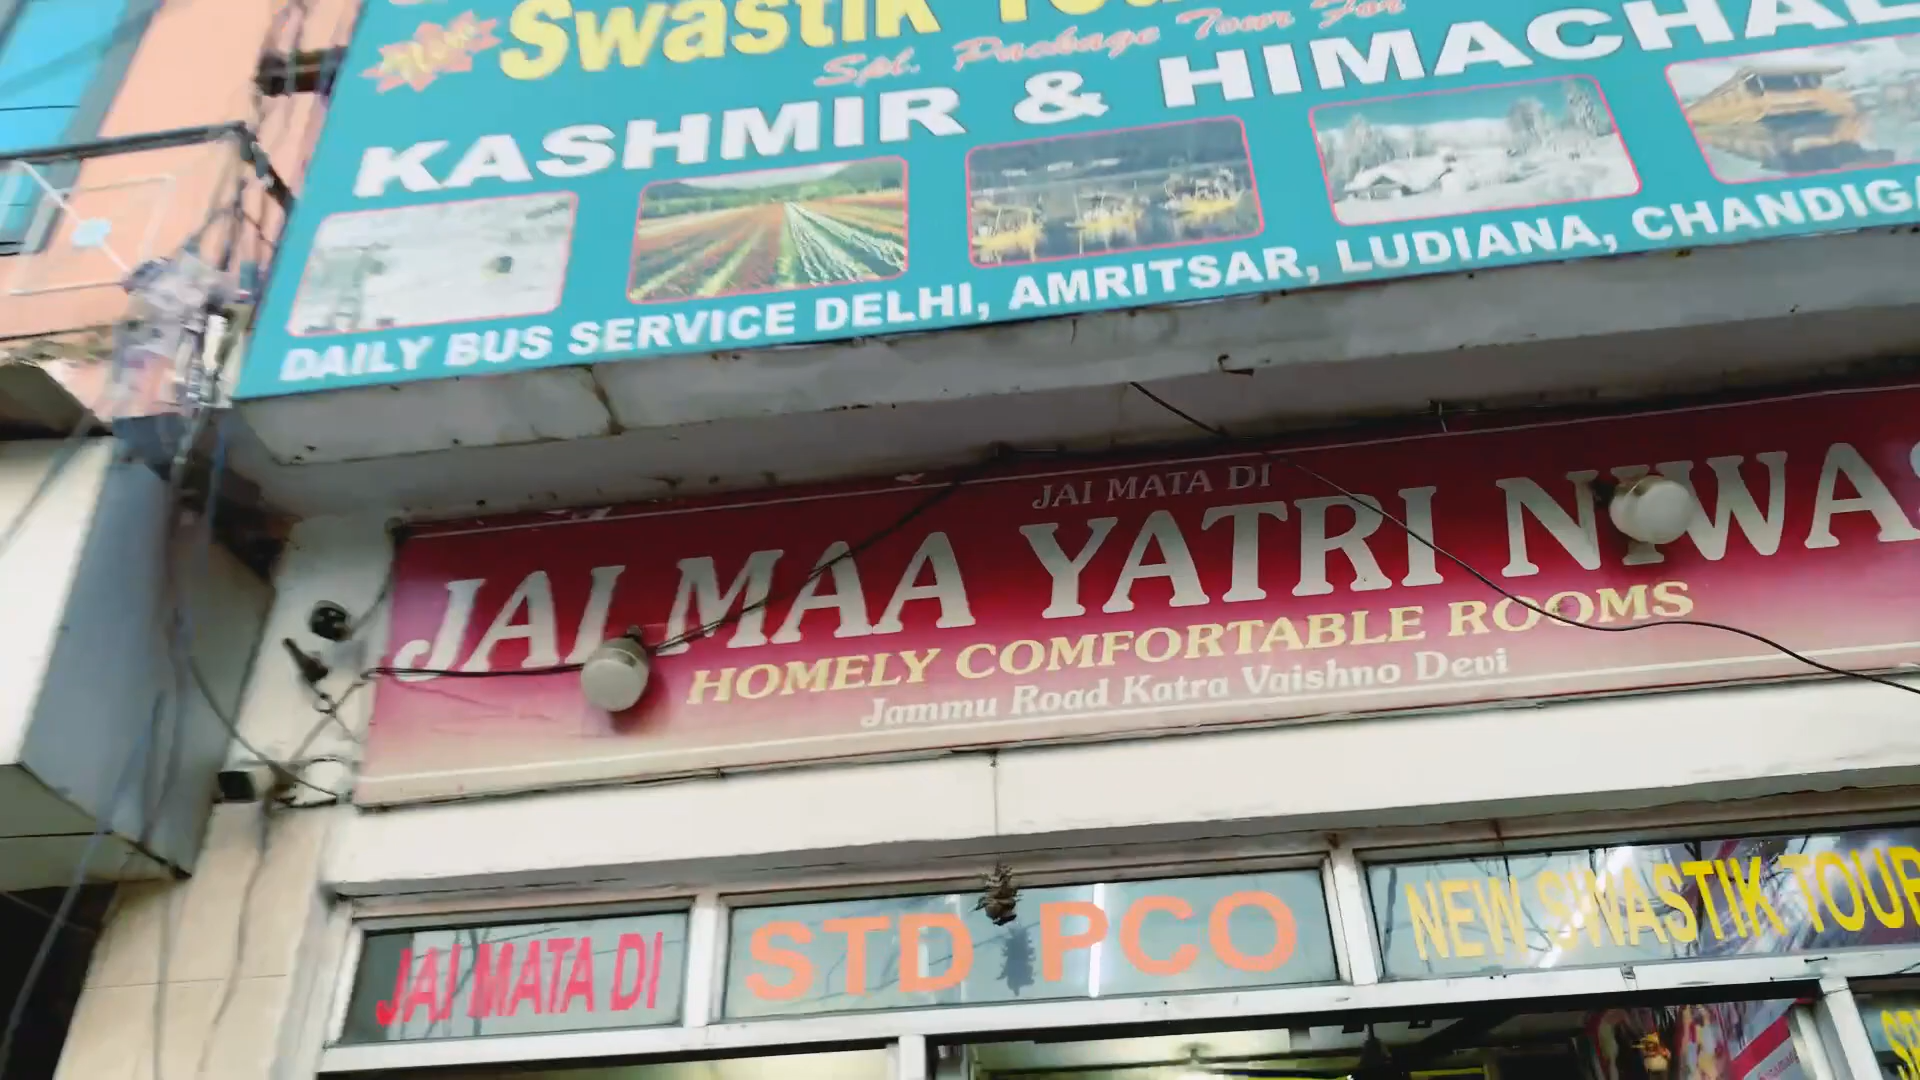 New Swastik
Spl. Package Tour For
KASHMIR & HIMACHAL
DAILY BUS SERVICE DELHI, AMRITSAR, LUDIANA,
JAI MATA DI
JAI MAA YATRI NIWAS
HOMELY COMFORTABLE ROOMS
Jammu Road Katra Vaishno Devi
JAI MATA DI
STD PCO
NEW SWASTIK TOUR